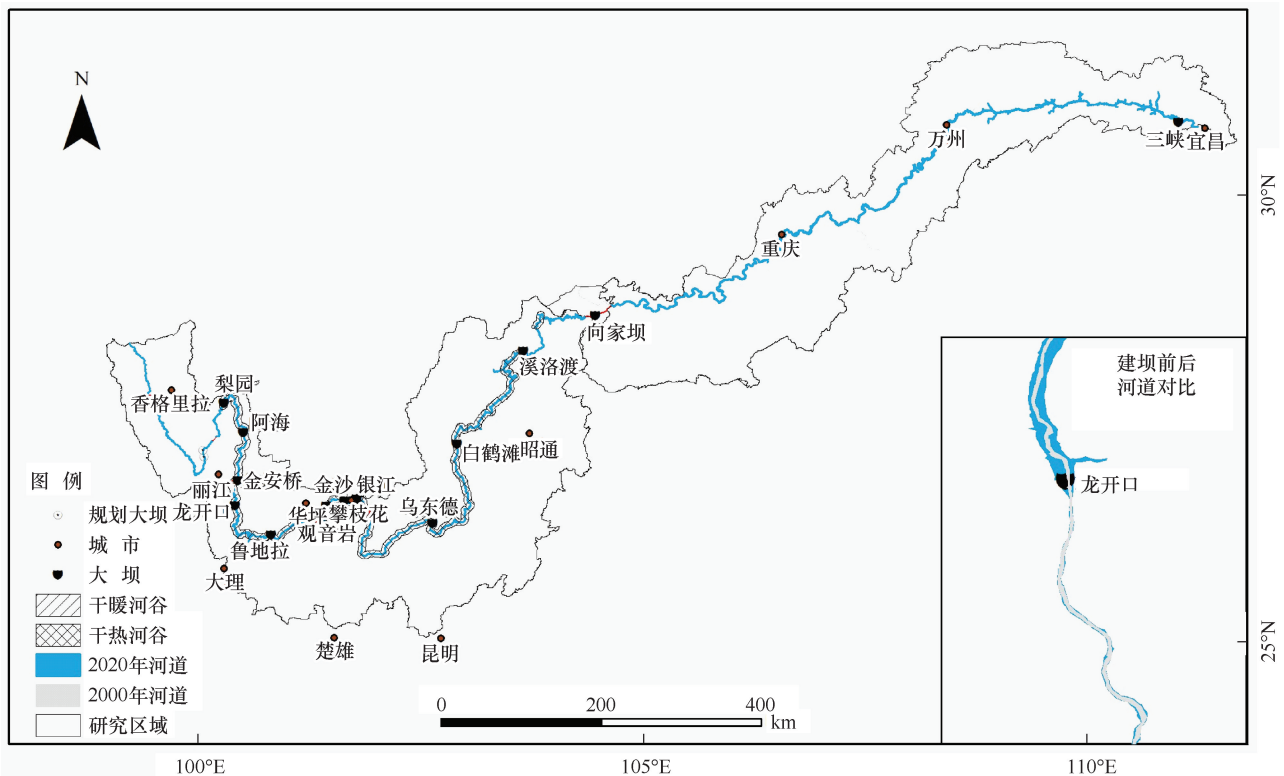 N
万州
三峡
宜昌
30°N
重庆
向家坝
溪洛渡
建坝前后
河道对比
梨园
香格里拉
阿海
白鹤滩
昭通
图 例
丽江
金安桥
金沙
银江
龙开口
规划大坝
龙开口
华坪
攀枝花
乌东德
观音岩
城 市
鲁地拉
大 坝
大理
干暖河谷
干热河谷
楚雄
昆明
25°N
2020年河道
2000年河道
研究区域
0
200
400
km
100°E
105°E
110°E